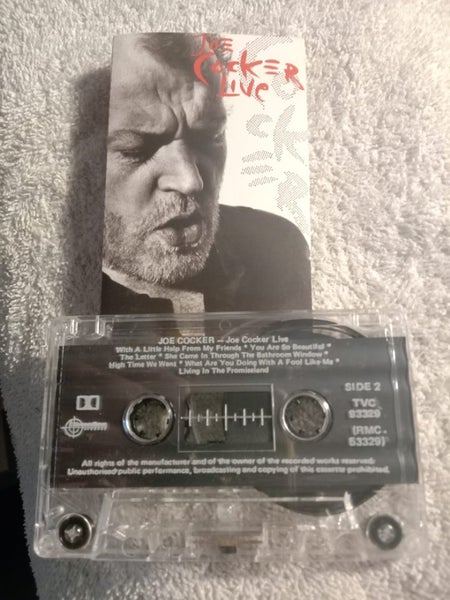 JOE
COCKER
LIVE
JOE COCKER — Joe Cocker Live
With A Little Help From My Friends * You Are So Beautiful *
The Letter * She Came In Through The Bathroom Window *
High Time We Went * What Are You Doing With A Fool Like Me *
Living In The Promiseland
SIDE 2
TVC
93329
(RMC
53329)
All rights of the manufacturer and of the owner of the recorded works reserved.
Unauthorised public performance, broadcasting and copying of this cassette prohibited.